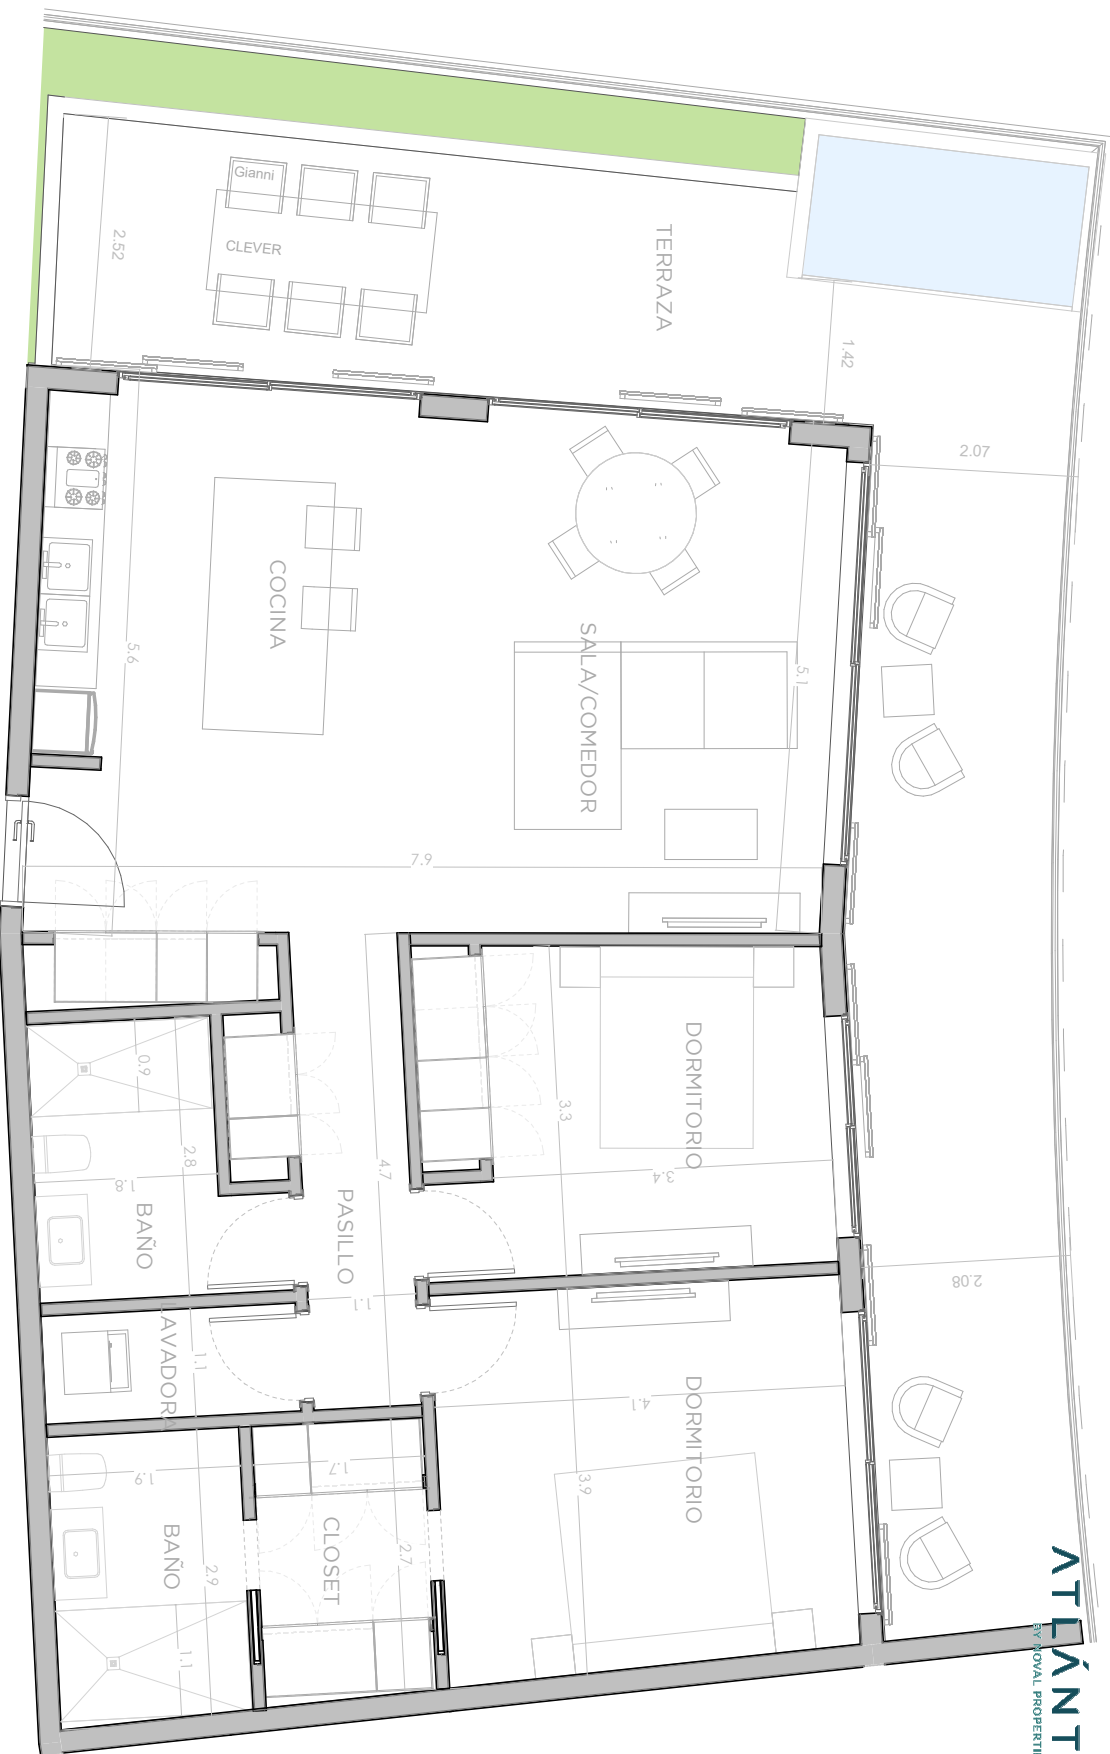 Gianni
CLEVER
2.52
TERRAZA
1.42
2.07
COCINA
5.6
SALA/COMEDOR
5.1
7.9
0.9
2.8
1.8
BAÑO
4.7
PASILLO
1.1
3.3
DORMITORIO
3.4
2.08
LAVADORA
1.1
4.1
DORMITORIO
3.9
1.9
1.7
BAÑO
2.9
CLOSET
2.7
1.1
ATLÁNT
BY NOVAL PROPERTI